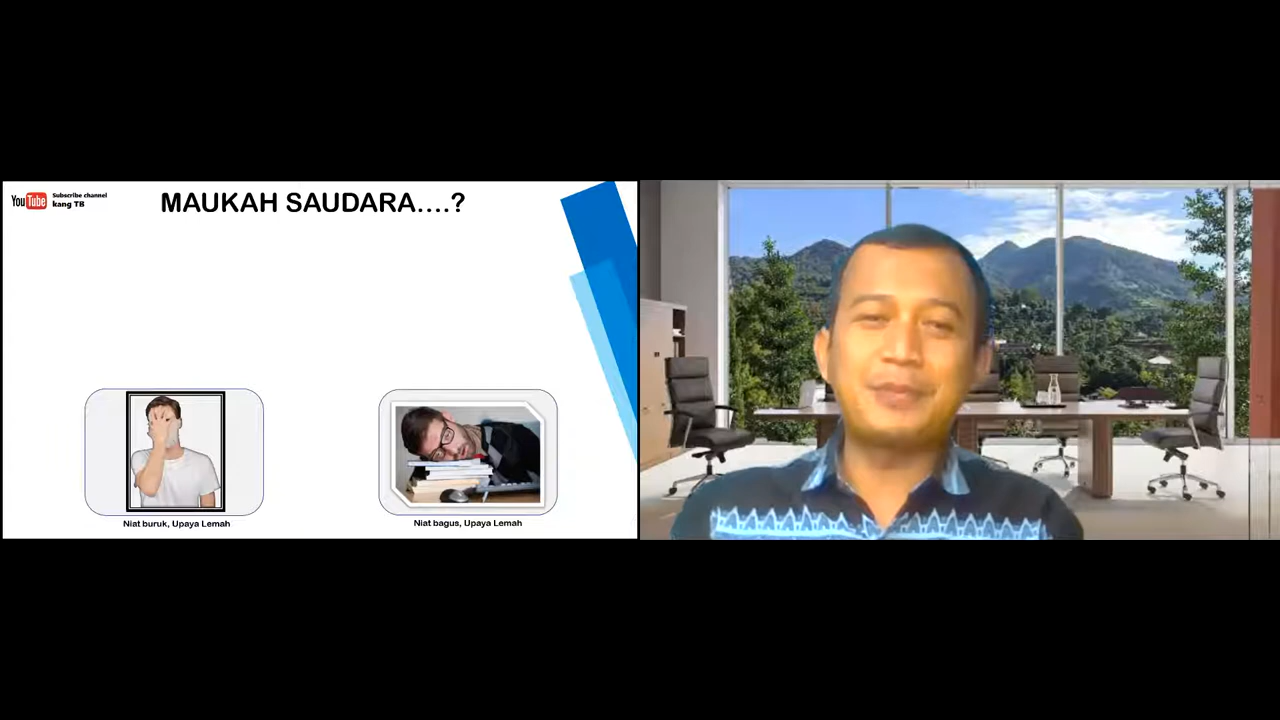 YouTube
Subscribe channel
kang TB
MAUKAH SAUDARA....?
Niat buruk, Upaya Lemah
Niat bagus, Upaya Lemah